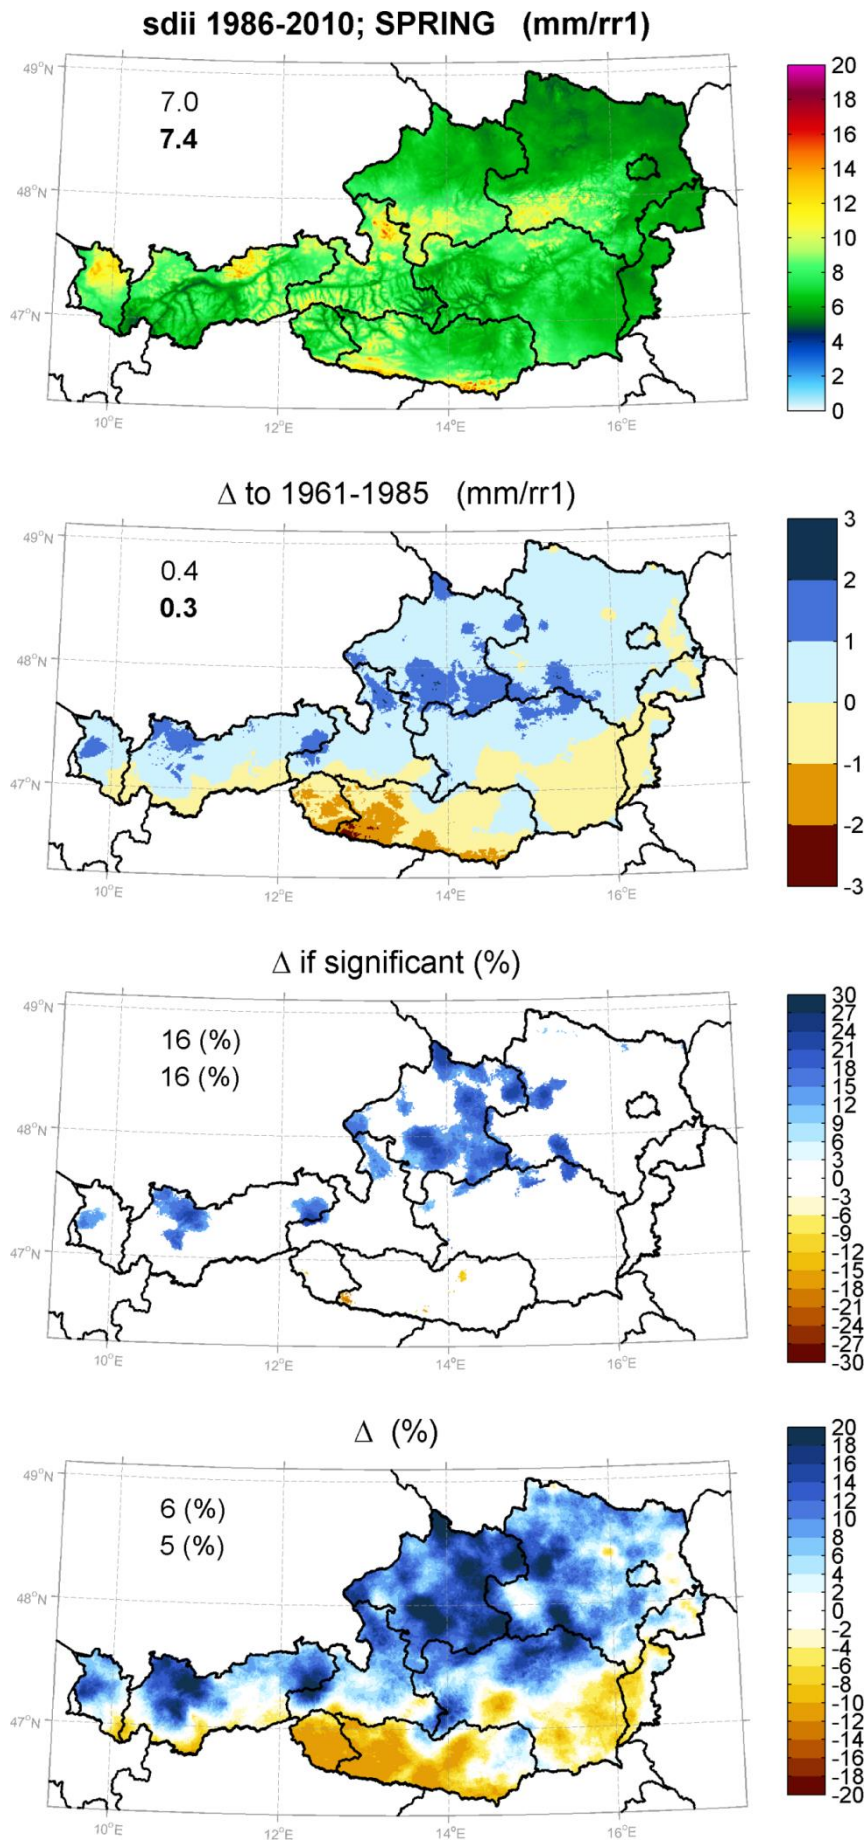 sdii 1986-2010; SPRING (mm/rr1)
49°N
48°N
47°N
10°E
12°E
14°E
16°E
7.0
7.4
20
18
16
14
12
10
8
6
4
2
0
Δ to 1961-1985 (mm/rr1)
49°N
48°N
47°N
10°E
12°E
14°E
16°E
0.4
0.3
3
2
1
0
-1
-2
-3
Δ if significant (%)
49°N
48°N
47°N
10°E
12°E
14°E
16°E
16 (%)
16 (%)
30
27
24
21
18
15
12
9
6
3
0
-3
-6
-9
-12
-15
-18
-21
-24
-27
-30
Δ (%)
49°N
48°N
47°N
10°E
12°E
14°E
16°E
6 (%)
5 (%)
20
18
16
14
12
10
8
6
4
2
0
-2
-4
-6
-8
-10
-12
-14
-16
-18
-20